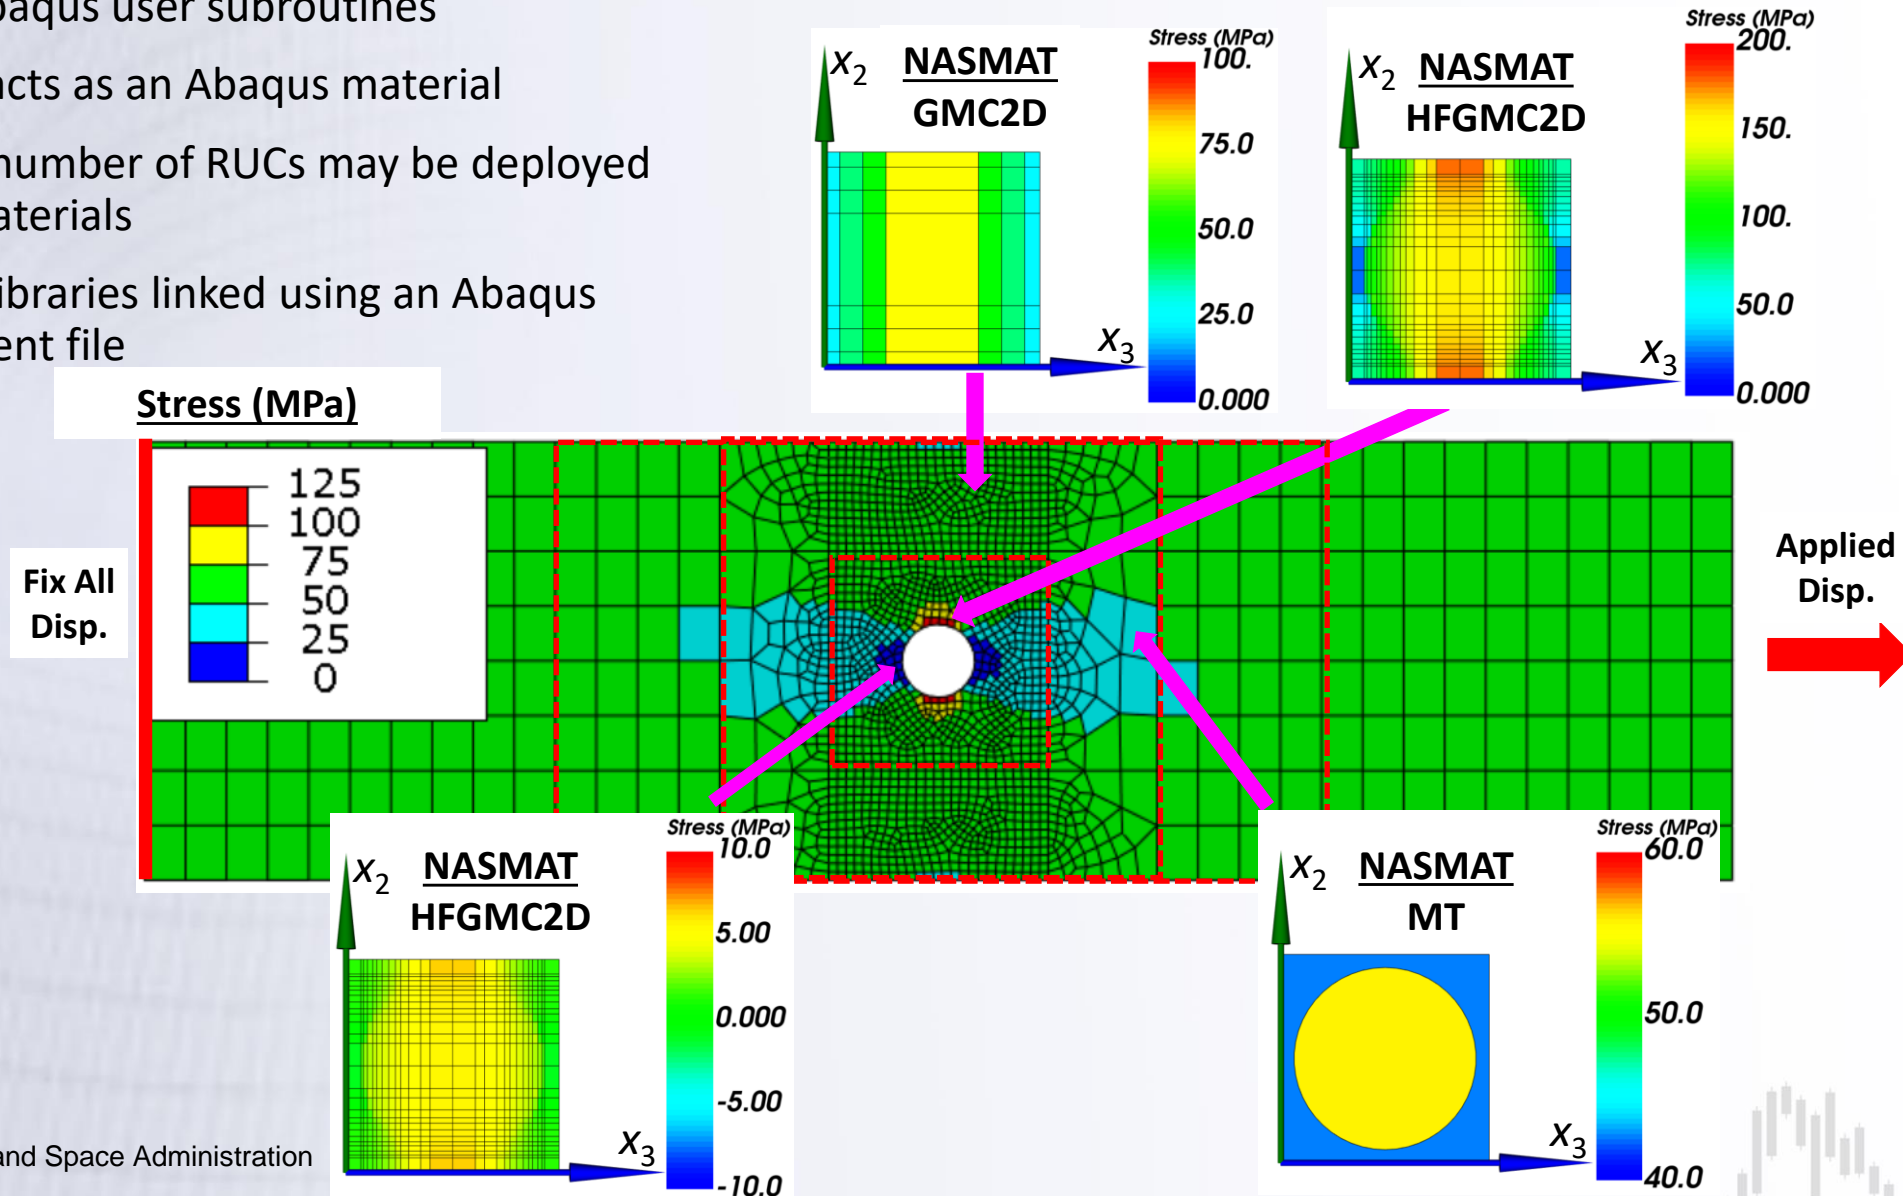 baqus user subroutines
acts as an Abaqus material
number of RUCs may be deployed
aterials
ibraries linked using an Abaqus
ent file
x2 NASMAT
GMC2D
Stress (MPa)
100.
75.0
50.0
25.0
0.000
x3
x2 NASMAT
HFGMC2D
Stress (MPa)
200.
150.
100.
50.0
0.000
x3
Stress (MPa)
125
100
75
50
25
0
Fix All
Disp.
Applied
Disp.
x2 NASMAT
HFGMC2D
Stress (MPa)
10.0
5.00
0.000
-5.00
-10.0
x3
x2 NASMAT
MT
Stress (MPa)
60.0
50.0
40.0
x3
and Space Administration